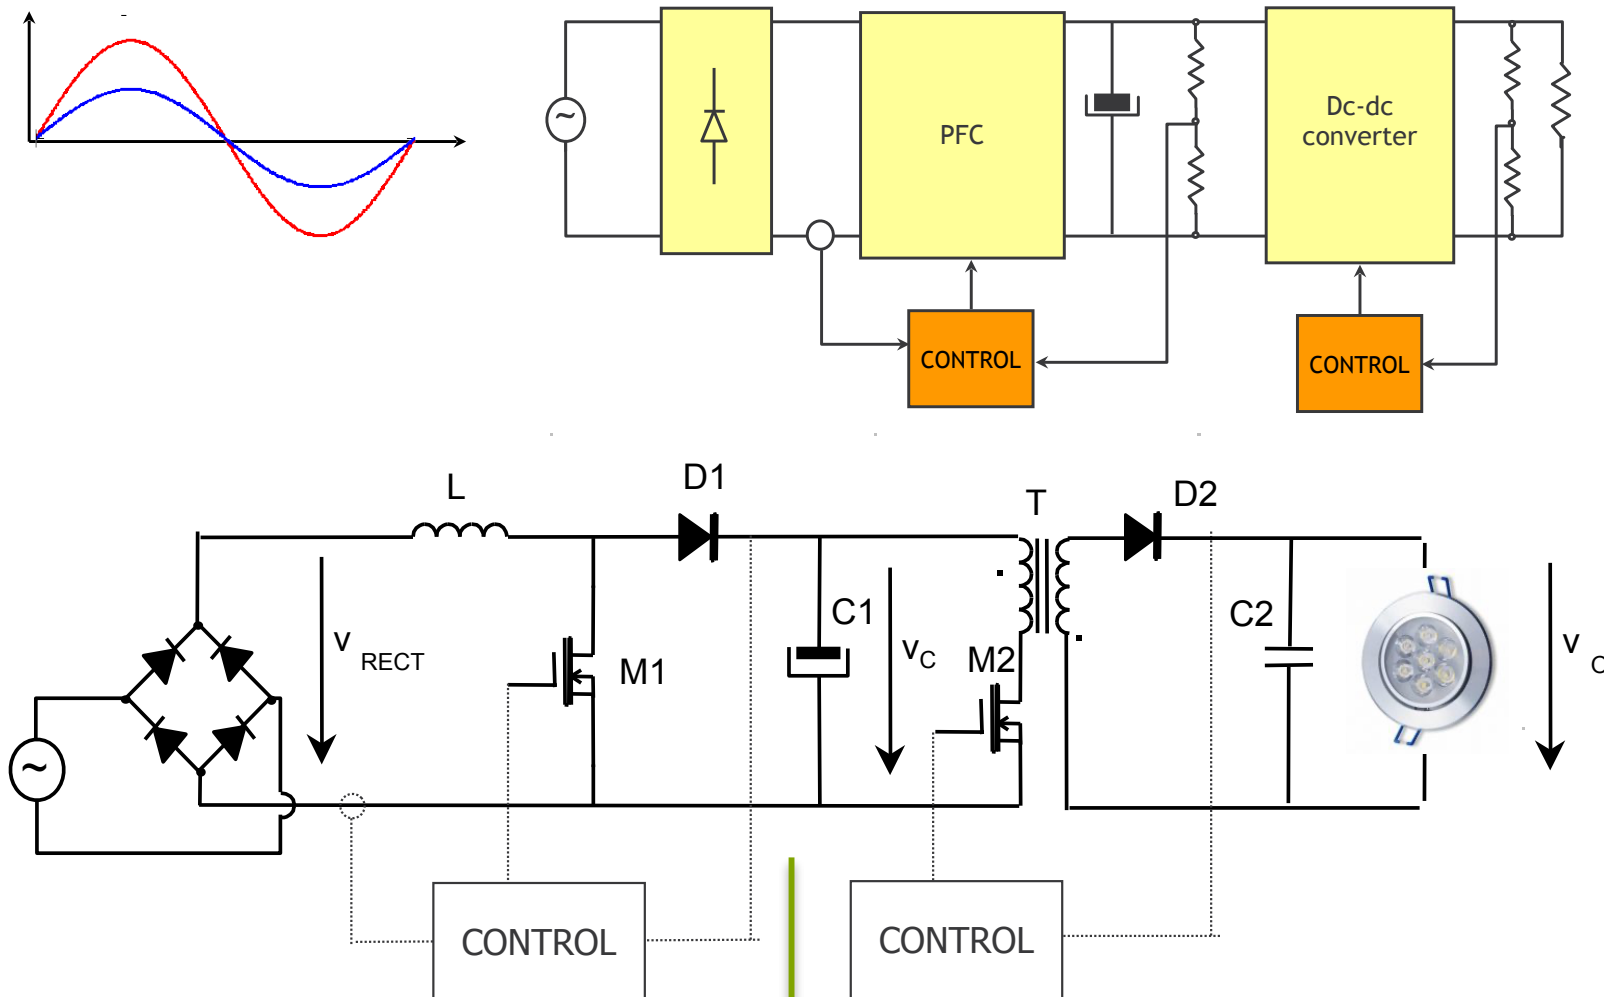 ~
PFC
Dc-dc
converter
CONTROL
CONTROL
L
D1
T
D2
v RECT
M1
C1
vC
M2
C2
v O
~
CONTROL
CONTROL